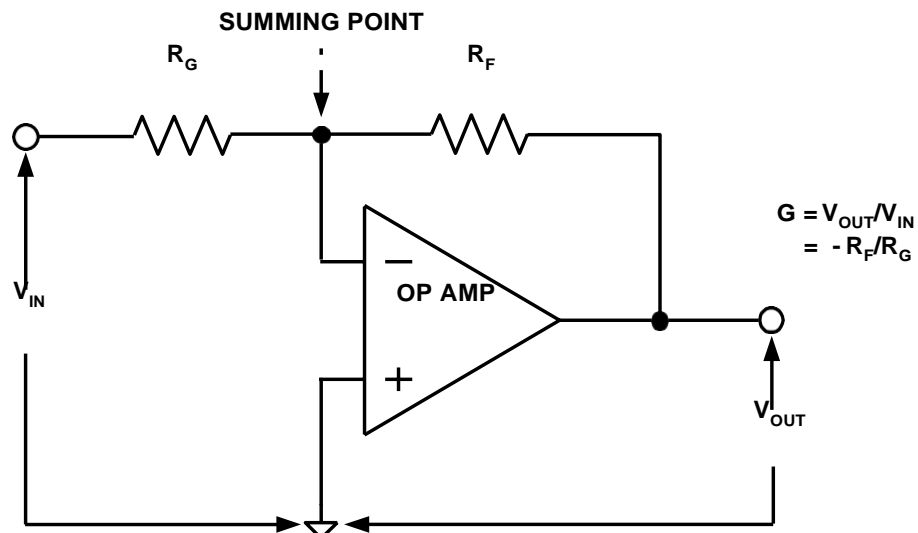 SUMMING POINT
R_G
R_F
G = V_OUT/V_IN
= - R_F/R_G
−
OP AMP
V_IN
+
V_OUT